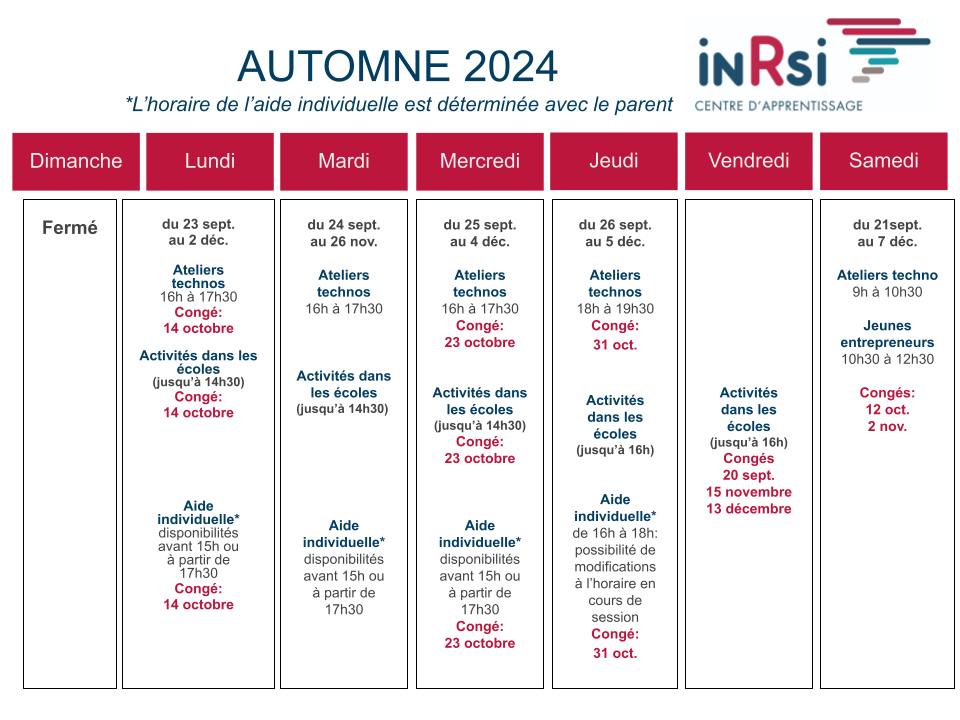 AUTOMNE 2024
*L'horaire de l'aide individuelle est déterminée avec le parent
inRsi
CENTRE D'APPRENTISSAGE
Dimanche
Lundi
Mardi
Mercredi
Jeudi
Vendredi
Samedi
Fermé
du 23 sept.
au 2 déc.
Ateliers
technos
16h à 17h30
Congé:
14 octobre
Activités dans les
écoles
(jusqu'à 14h30)
Congé:
14 octobre
Aide
individuelle*
disponibilités
avant 15h ou
à partir de
17h30
Congé:
14 octobre
du 24 sept.
au 26 nov.
Ateliers
technos
16h à 17h30
Activités dans
les écoles
(jusqu'à 14h30)
Aide
individuelle*
disponibilités
avant 15h ou
à partir de
17h30
du 25 sept.
au 4 déc.
Ateliers
technos
16h à 17h30
Congé:
23 octobre
Activités dans
les écoles
(jusqu'à 14h30)
Congé:
23 octobre
Aide
individuelle*
disponibilités
avant 15h ou
à partir de
17h30
Congé:
23 octobre
du 26 sept.
au 5 déc.
Ateliers
technos
18h à 19h30
Congé:
31 oct.
Activités
dans les
écoles
(jusqu'à 16h)
Aide
individuelle*
de 16h à 18h:
possibilité de
modifications
à l'horaire en
cours de
session
Congé:
31 oct.
Activités
dans les
écoles
(jusqu'à 16h)
Congés
20 sept.
15 novembre
13 décembre
du 21sept.
au 7 déc.
Ateliers techno
9h à 10h30
Jeunes
entrepreneurs
10h30 à 12h30
Congés:
12 oct.
2 nov.